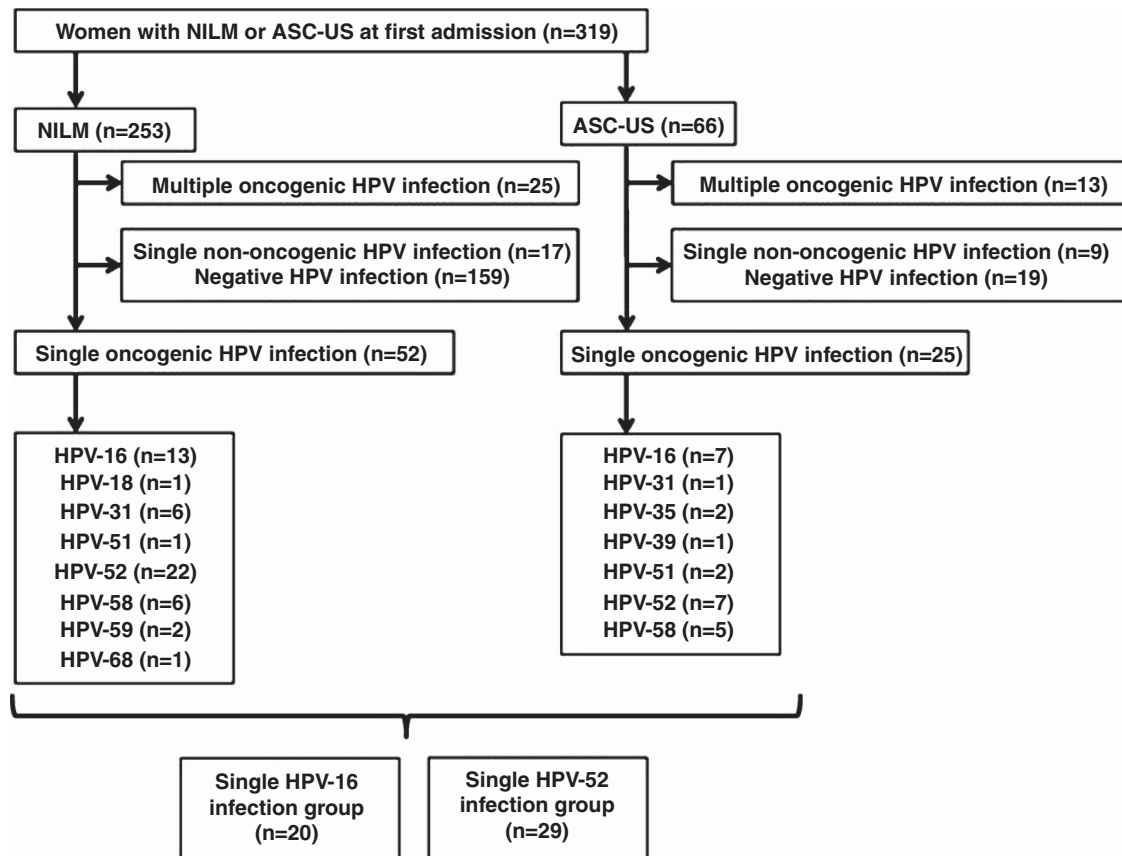 Women with NILM or ASC-US at first admission (n=319)
NILM (n=253)
ASC-US (n=66)
Multiple oncogenic HPV infection (n=25)
Multiple oncogenic HPV infection (n=13)
Single non-oncogenic HPV infection (n=17)
Negative HPV infection (n=159)
Single non-oncogenic HPV infection (n=9)
Negative HPV infection (n=19)
Single oncogenic HPV infection (n=52)
Single oncogenic HPV infection (n=25)
HPV-16 (n=13)
HPV-18 (n=1)
HPV-31 (n=6)
HPV-51 (n=1)
HPV-52 (n=22)
HPV-58 (n=6)
HPV-59 (n=2)
HPV-68 (n=1)
HPV-16 (n=7)
HPV-31 (n=1)
HPV-35 (n=2)
HPV-39 (n=1)
HPV-51 (n=2)
HPV-52 (n=7)
HPV-58 (n=5)
Single HPV-16
infection group
(n=20)
Single HPV-52
infection group
(n=29)